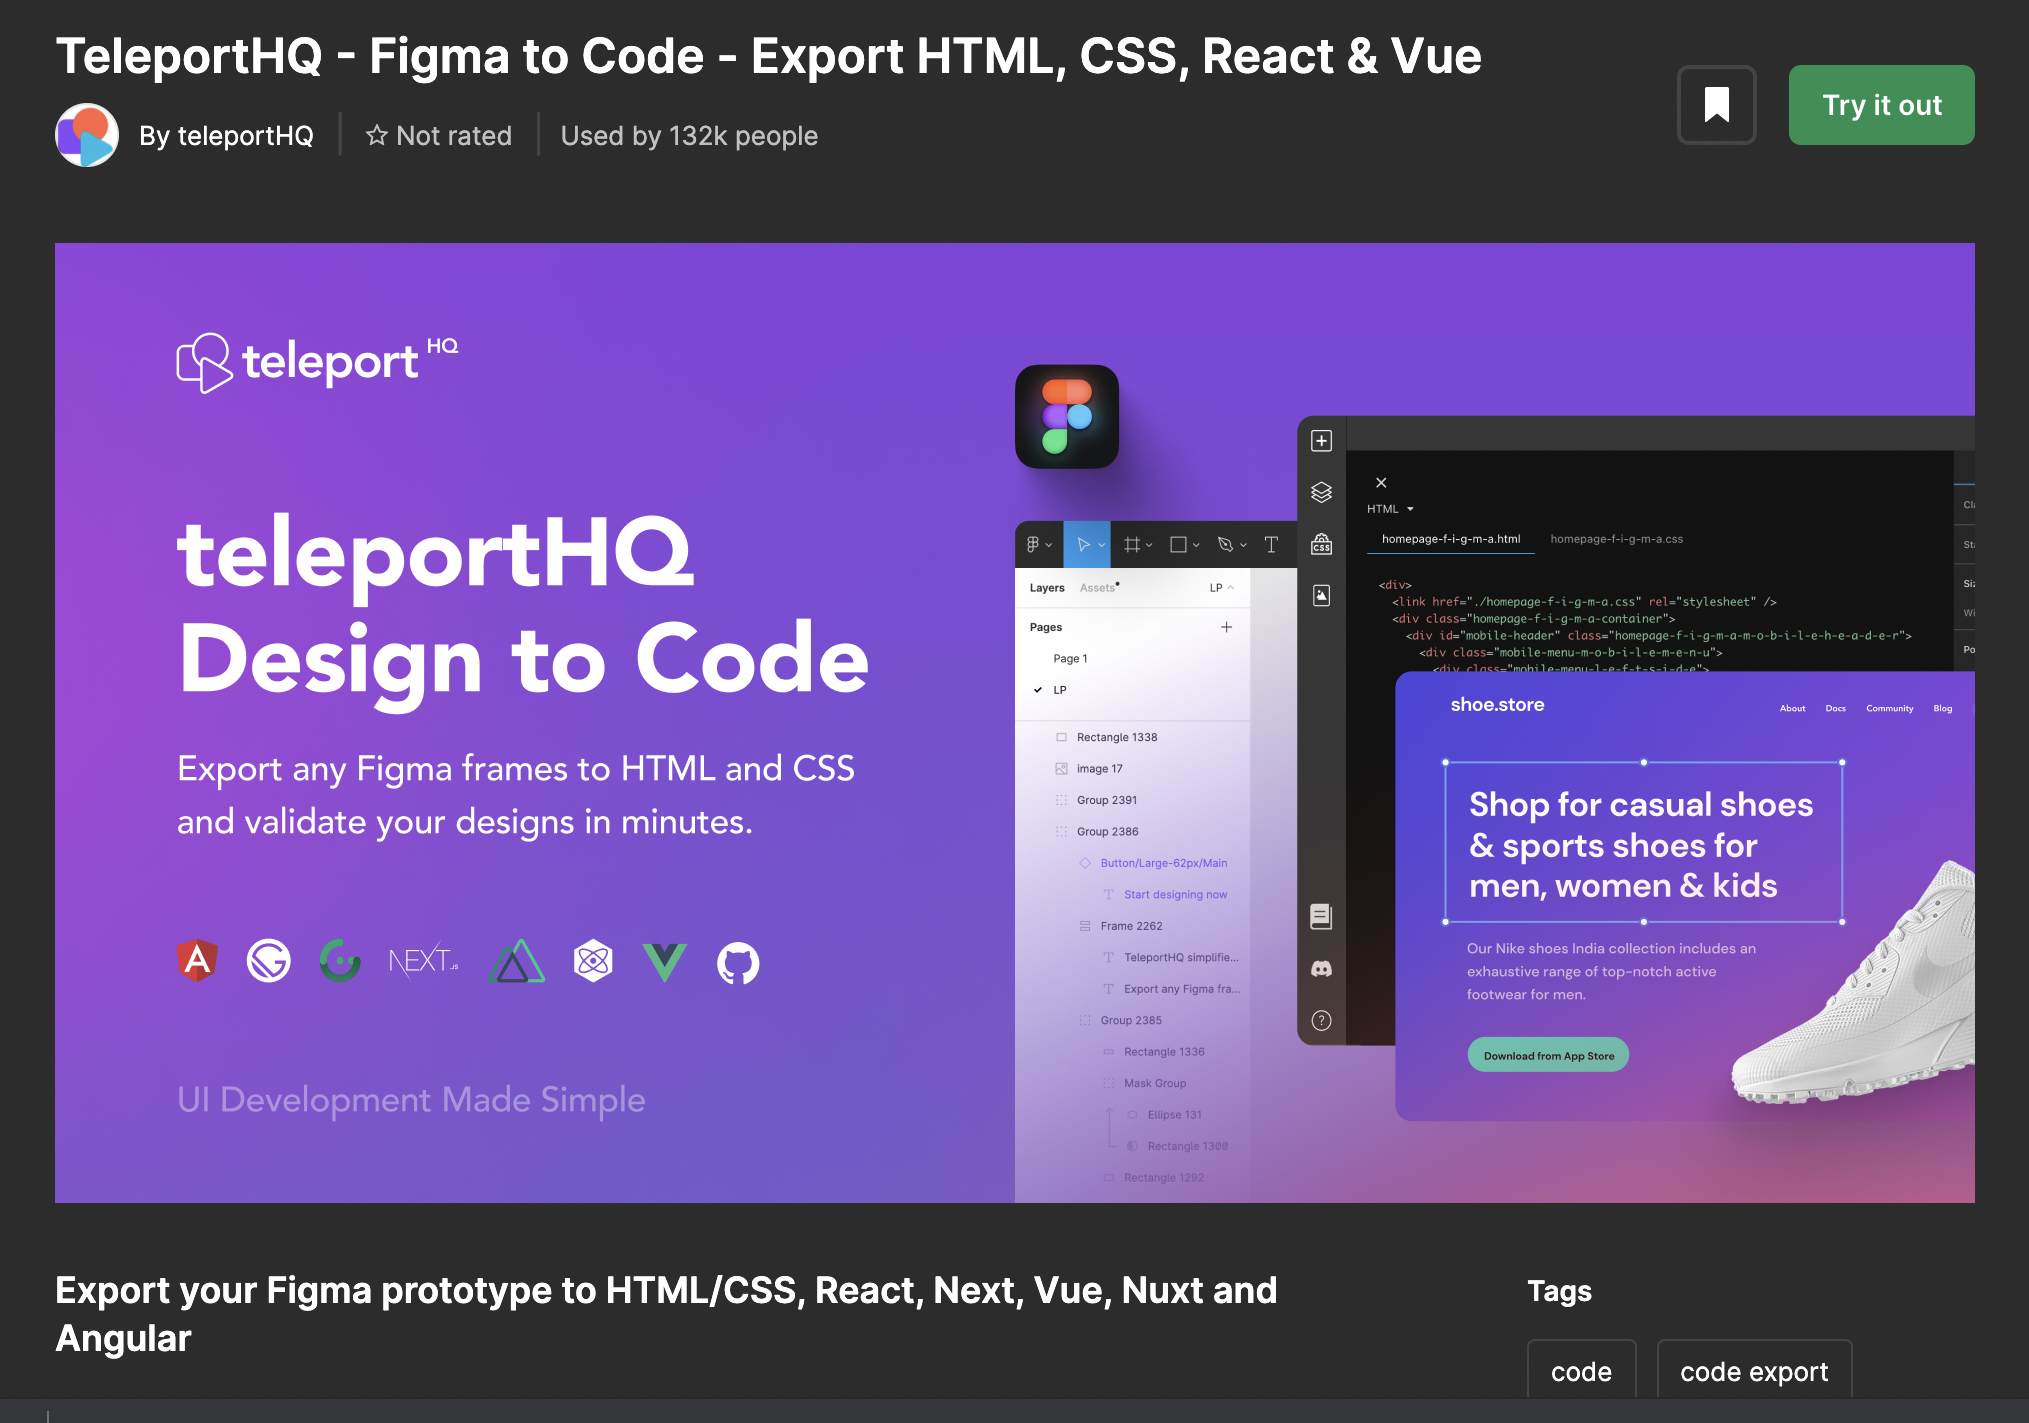 TeleportHQ - Figma to Code - Export HTML, CSS, React & Vue
By teleportHQ
Not rated
Used by 132k people
Try it out
teleport HQ
teleportHQ
Design to Code
Export any Figma frames to HTML and CSS
and validate your designs in minutes.
NEXT.JS
UI Development Made Simple
Layers
Assets
LP
Pages
Page 1
LP
Rectangle 1338
image 17
Group 2391
Group 2386
Button/Large-62px/Main
Start designing now
Frame 2262
TeleportHQ simplifie...
Export any Figma fra...
Group 2385
Rectangle 1336
Mask Group
Ellipse 131
Rectangle 1300
Rectangle 1292
CSS
HTML
homepage-f-i-g-m-a.html
homepage-f-i-g-m-a.css
<div>
<link href="./homepage-f-i-g-m-a.css" rel="stylesheet" />
<div class="homepage-f-i-g-m-a-container">
<div id="mobile-header" class="homepage-f-i-g-m-a-m-o-b-i-l-e-h-e-a-d-e-r">
<div class="mobile-menu-m-o-b-i-l-e-m-e-n-u">
<div class="mobile-menu-l-e-f-t-s-i-d-e">
shoe.store
About
Docs
Community
Blog
Shop for casual shoes
& sports shoes for
men, women & kids
Our Nike shoes India collection includes an
exhaustive range of top-notch active
footwear for men.
Download from App Store
Export your Figma prototype to HTML/CSS, React, Next, Vue, Nuxt and
Angular
Tags
code
code export